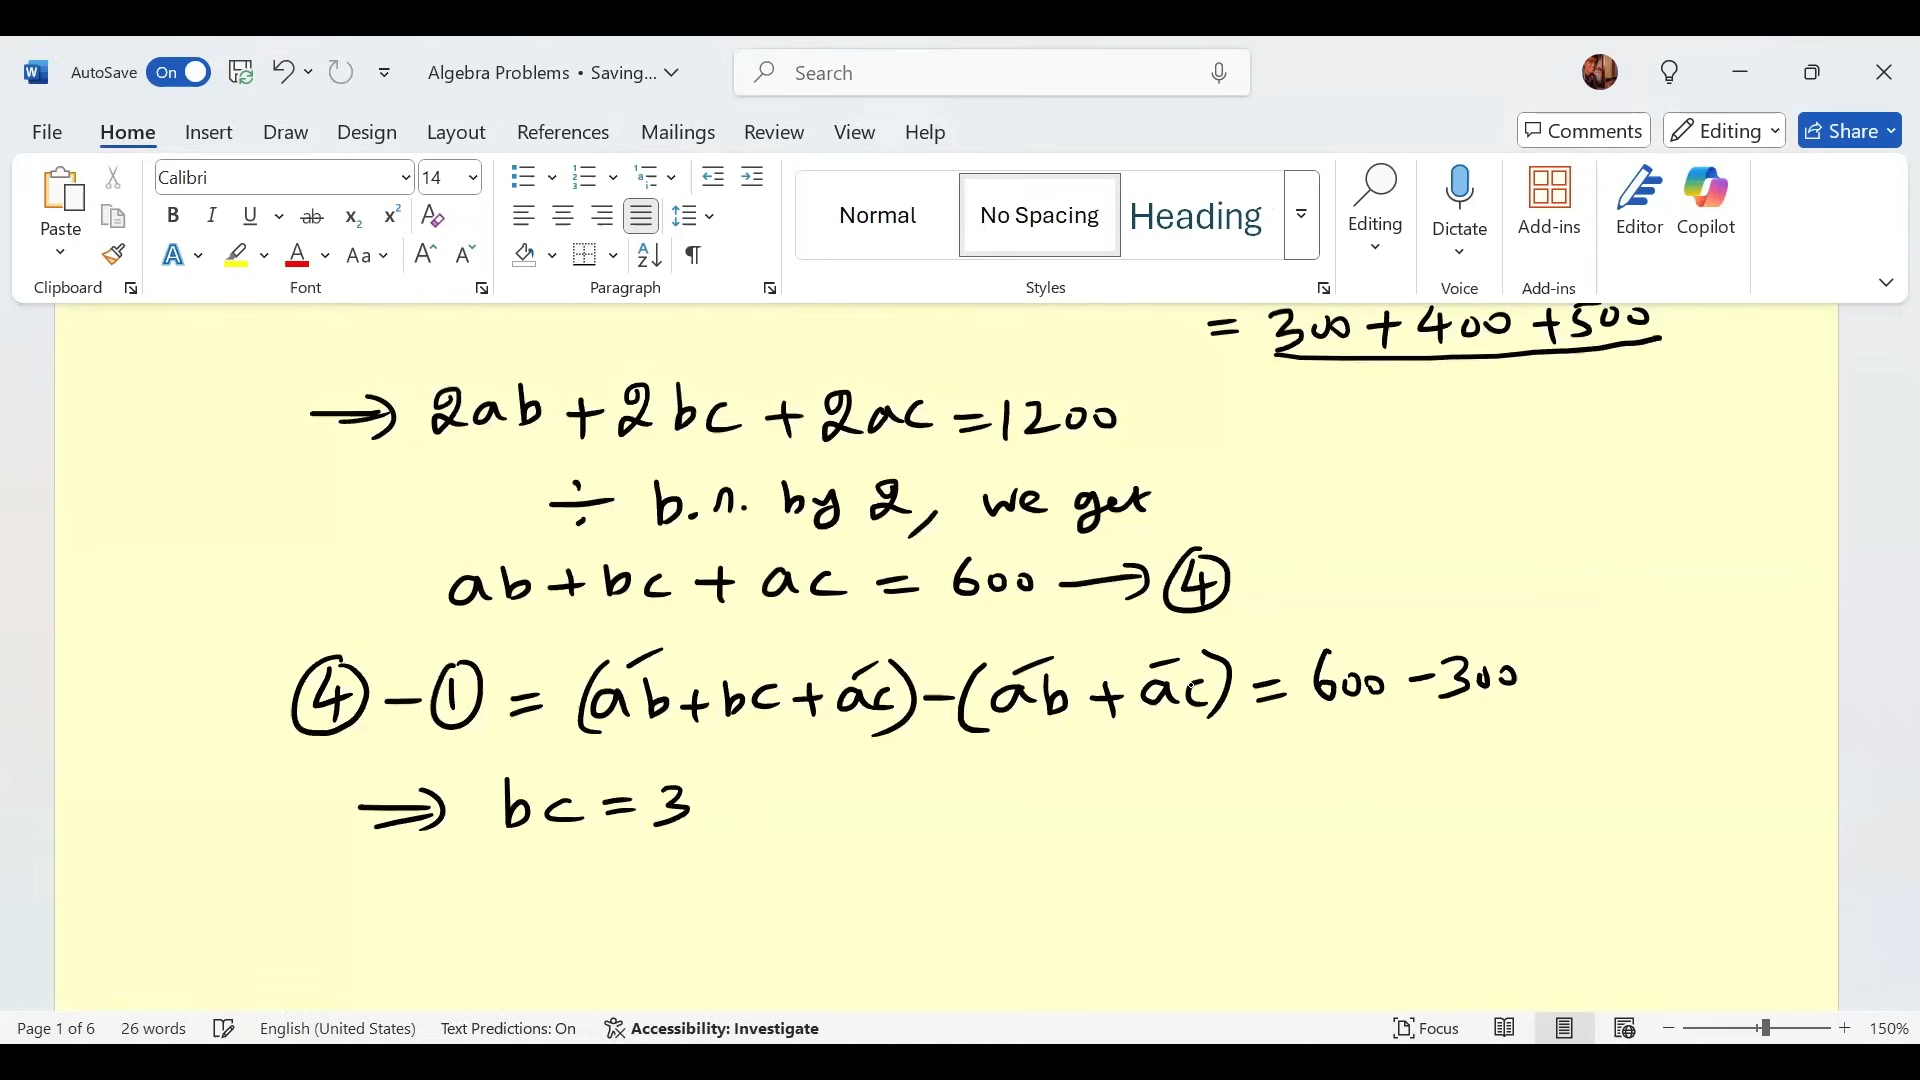 AutoSave On Algebra Problems • Saving... Search
File Home Insert Draw Design Layout References Mailings Review View Help Comments Editing Share
Paste Calibri 14 Normal No Spacing Heading Editing Dictate Add-ins Editor Copilot
Clipboard Font Paragraph Styles Voice Add-ins
= 300 + 400 + 500
⟹ 2ab + 2bc + 2ac = 1200
÷ b.s. by 2, we get
ab + bc + ac = 600 ⟶ ④
④ - ① = (ab + bc + ac) - (ab + ac) = 600 - 300
⟹ bc = 3
Page 1 of 6 26 words English (United States) Text Predictions: On Accessibility: Investigate Focus 150%